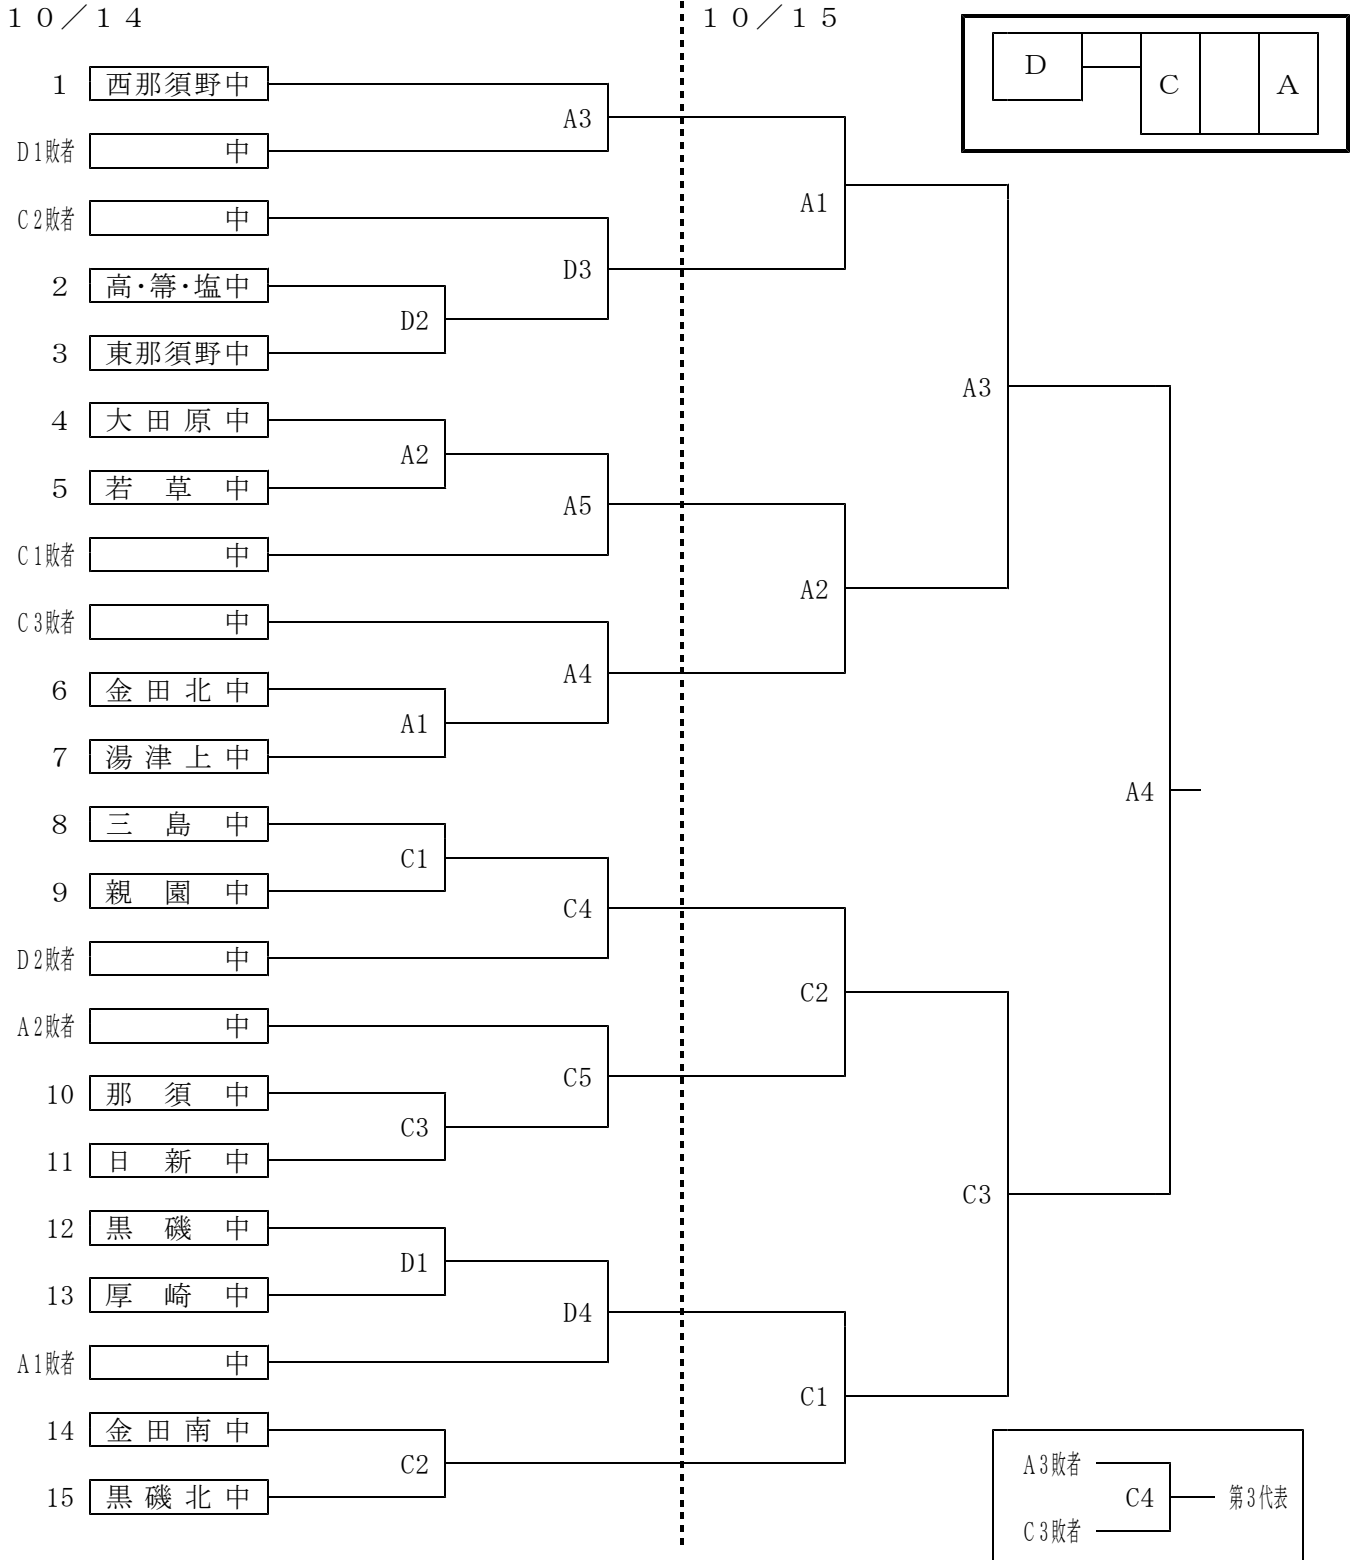 １０／１４
１０／１５
D
C
A
1 西那須野中
A3
D1敗者 中
A1
C2敗者 中
D3
2 高・箒・塩中
D2
3 東那須野中
A3
4 大田原中
A2
5 若草中
A5
C1敗者 中
A2
C3敗者 中
A4
6 金田北中
A1
7 湯津上中
A4
8 三島中
C1
9 親園中
C4
D2敗者 中
C2
A2敗者 中
C5
10 那須中
C3
11 日新中
C3
12 黒磯中
D1
13 厚崎中
D4
A1敗者 中
C1
14 金田南中
C2
15 黒磯北中
A3敗者
C4 第3代表
C3敗者